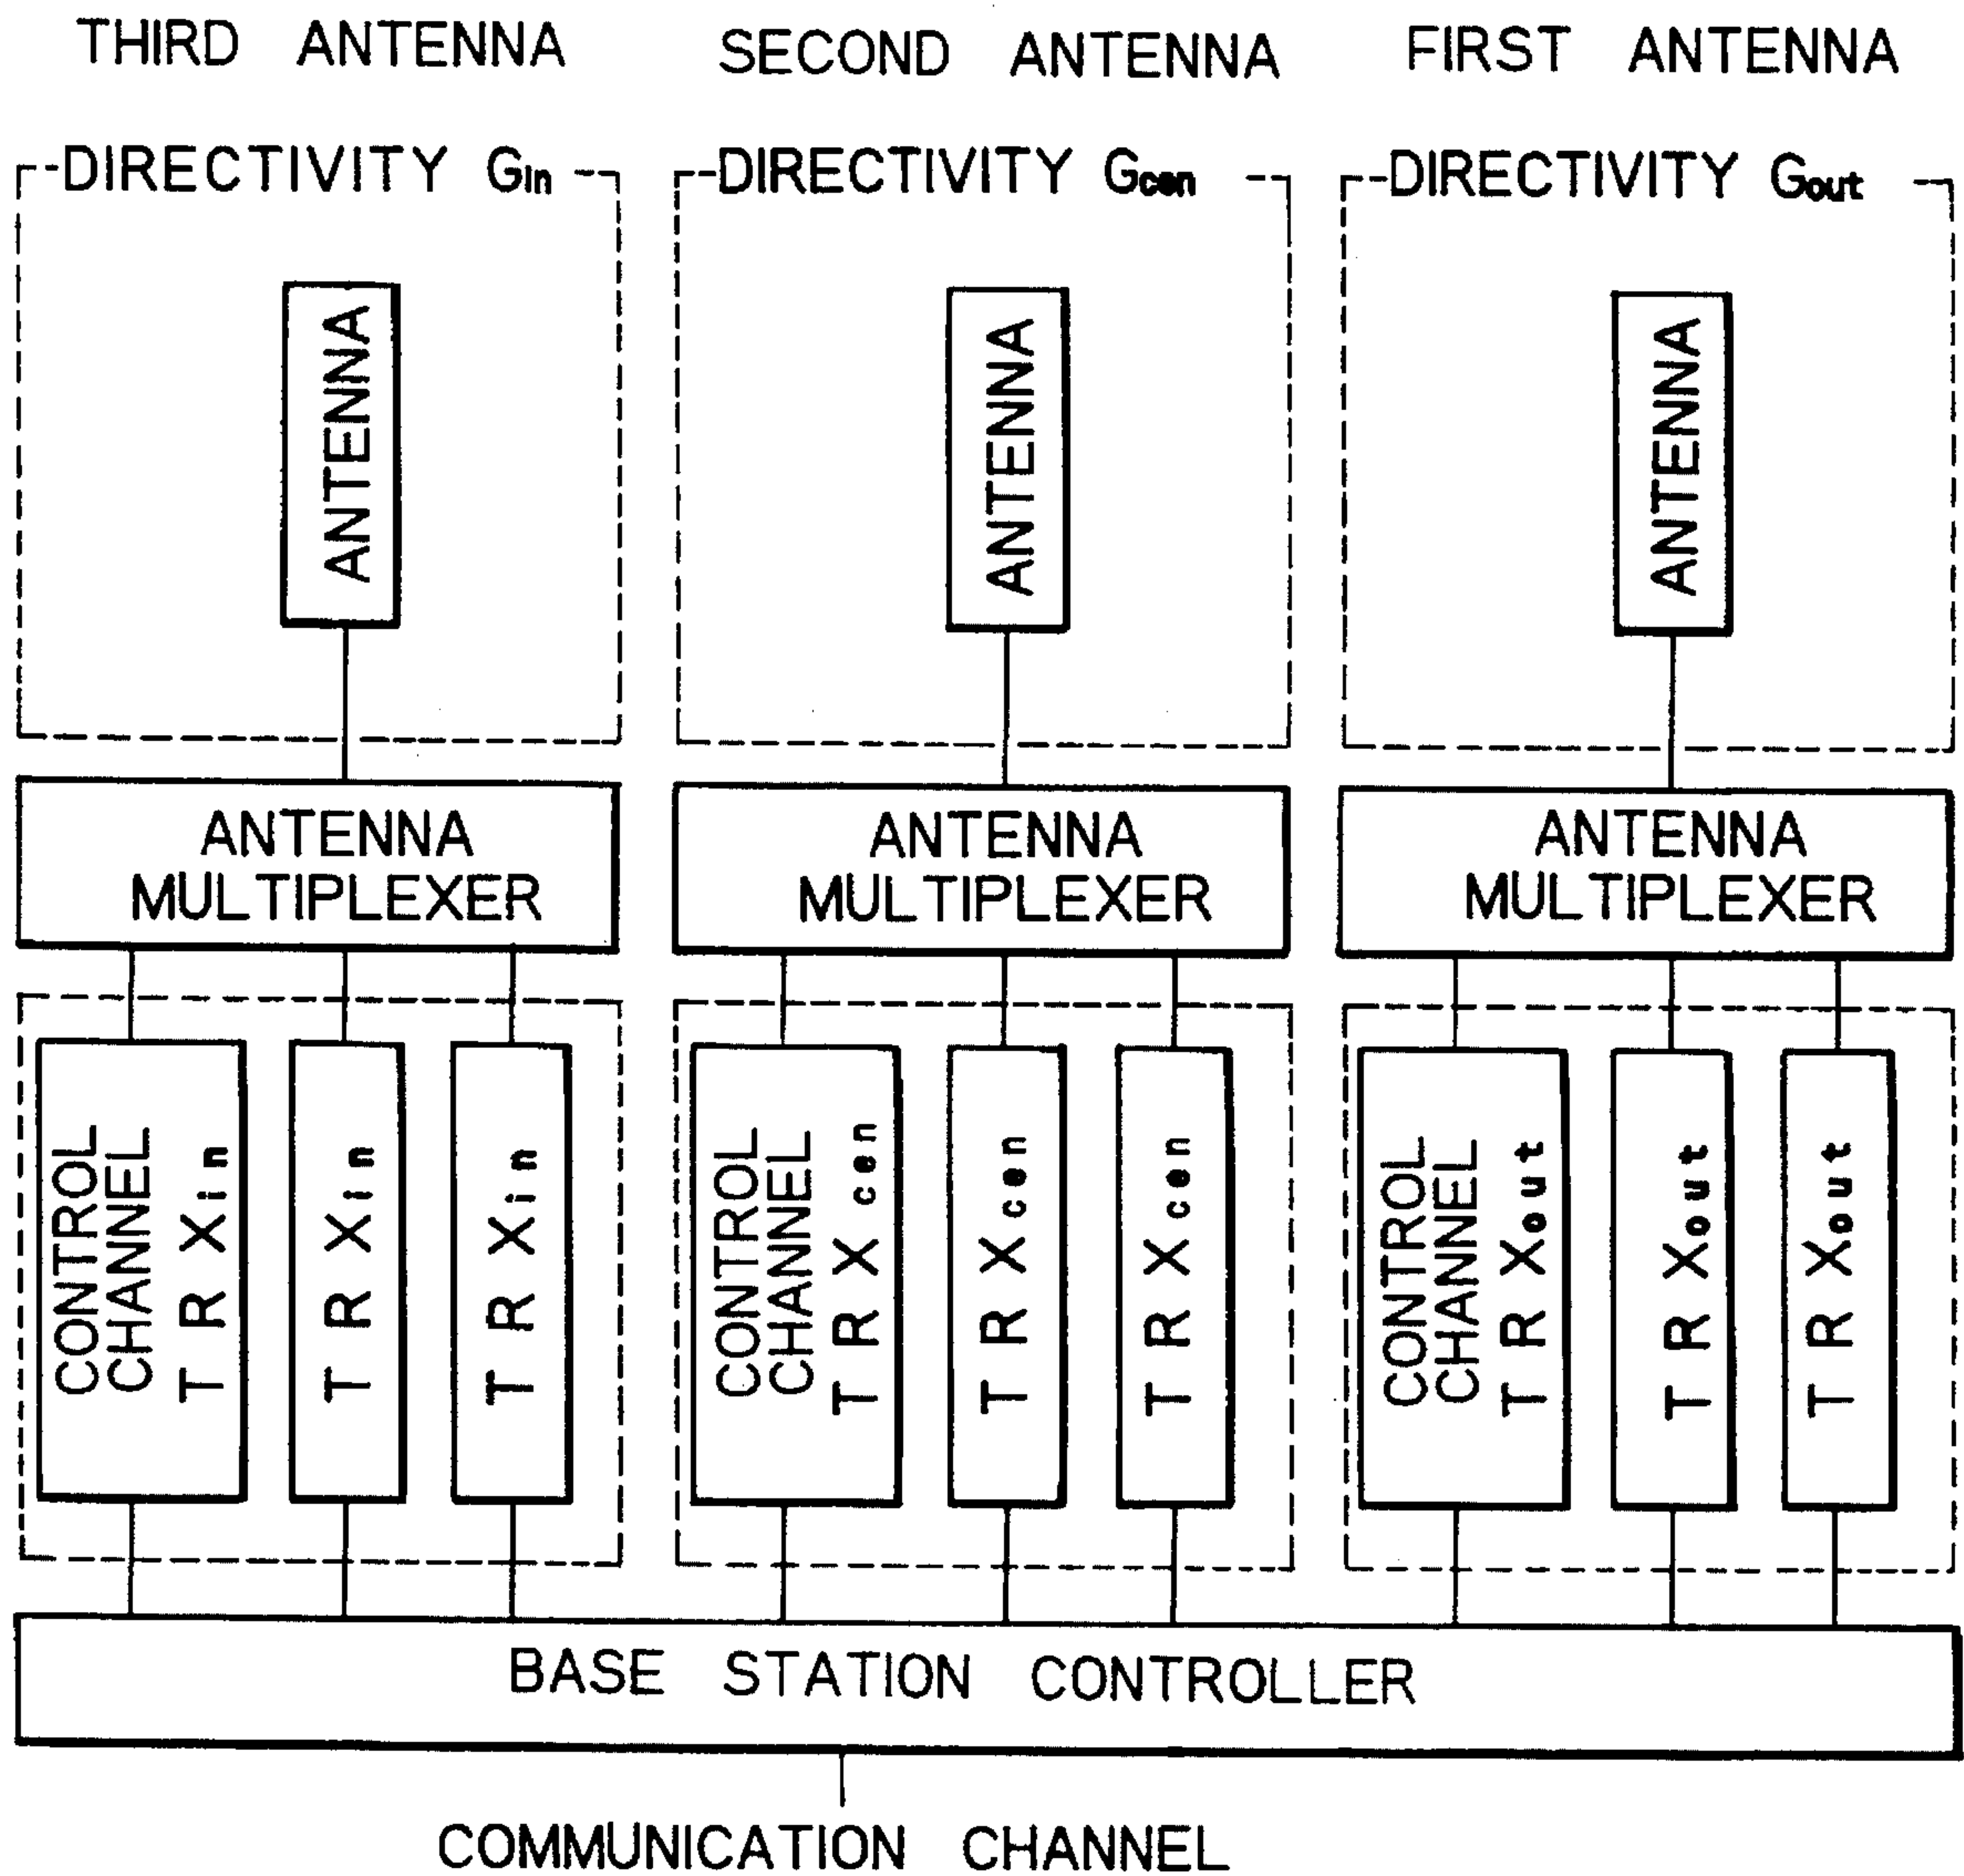 THIRD ANTENNA
SECOND ANTENNA
FIRST ANTENNA
DIRECTIVITY Gin
DIRECTIVITY Gcen
DIRECTIVITY Gout
ANTENNA
ANTENNA
ANTENNA
ANTENNA
MULTIPLEXER
ANTENNA
MULTIPLEXER
ANTENNA
MULTIPLEXER
CONTROL
CHANNEL
TRXin
TRXin
TRXin
CONTROL
CHANNEL
TRXcen
TRXcen
TRXcen
CONTROL
CHANNEL
TRXout
TRXout
TRXout
BASE STATION CONTROLLER
COMMUNICATION CHANNEL